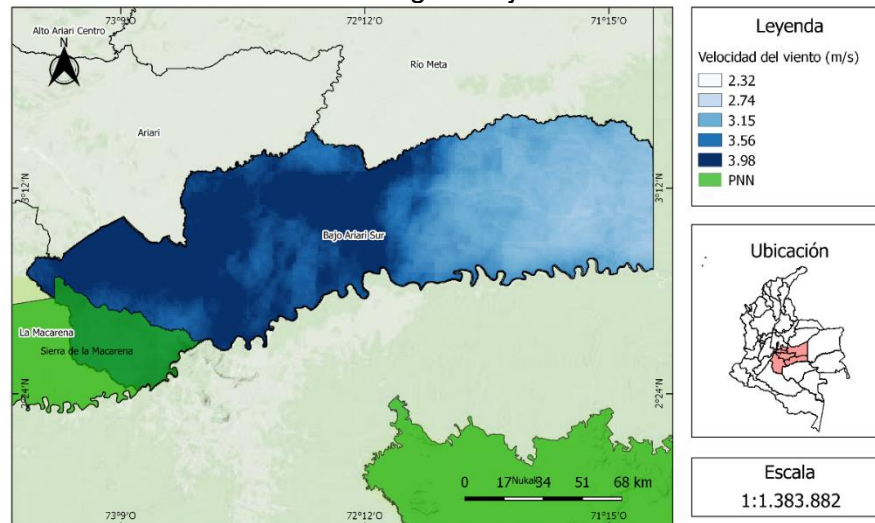 73°9'O
72°12'O
71°15'O
Alto Ariari Centro
N
Río Meta
Ariari
3°12'N
3°12'N
Bajo Ariari Sur
La Macarena
Sierra de la Macarena
2°24'N
2°24'N
Nukak
0 17 34 51 68 km
73°9'O
72°12'O
71°15'O
Leyenda
Velocidad del viento (m/s)
2.32
2.74
3.15
3.56
3.98
PNN
Ubicación
Escala
1:1.383.882